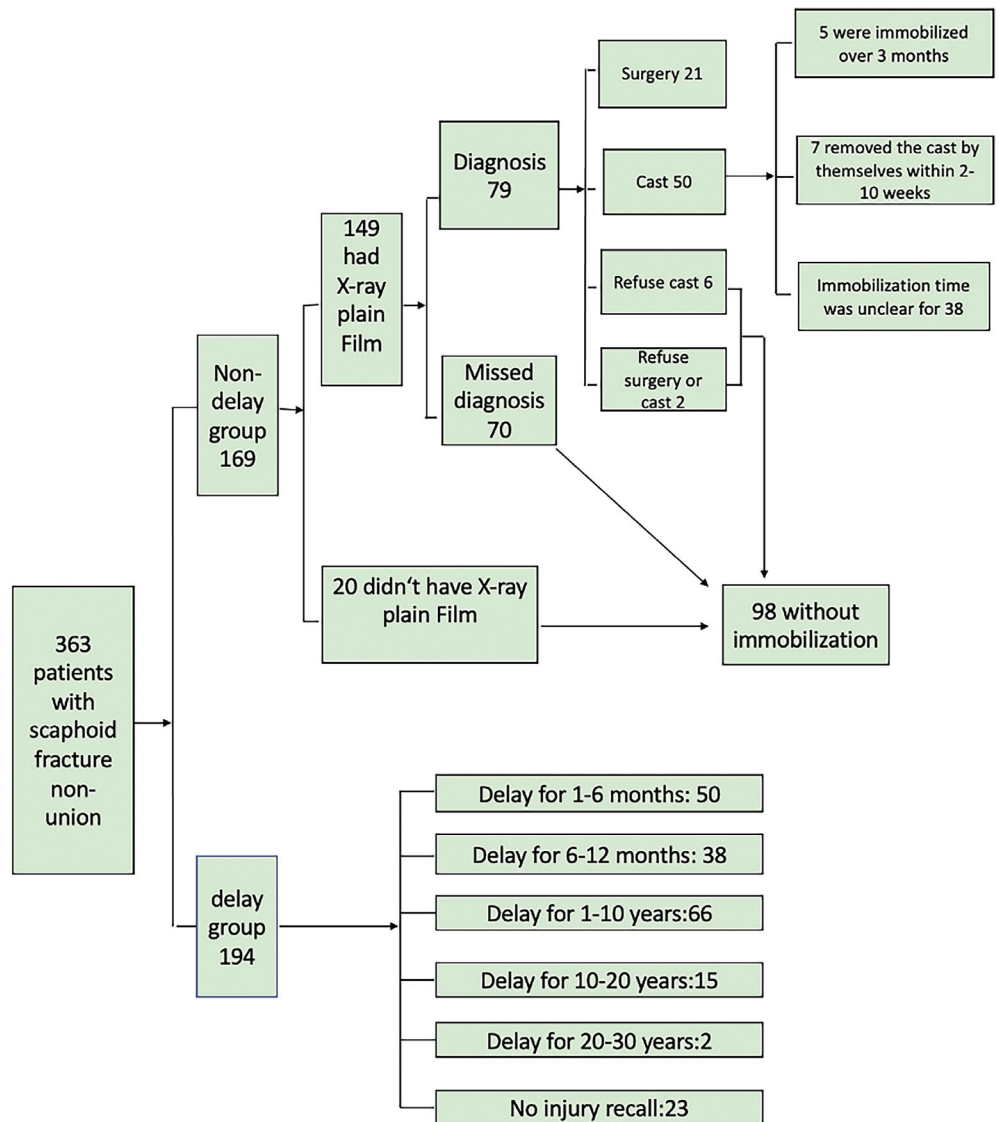 363
patients
with
scaphoid
fracture
non-
union
Non-
delay
group
169
149
had
X-ray
plain
Film
Diagnosis
79
Surgery 21
Cast 50
5 were immobilized
over 3 months
7 removed the cast by
themselves within 2-
10 weeks
Immobilization time
was unclear for 38
Refuse cast 6
Refuse
surgery or
cast 2
Missed
diagnosis
70
20 didn‘t have X-ray
plain Film
98 without
immobilization
delay
group
194
Delay for 1-6 months: 50
Delay for 6-12 months: 38
Delay for 1-10 years:66
Delay for 10-20 years:15
Delay for 20-30 years:2
No injury recall:23